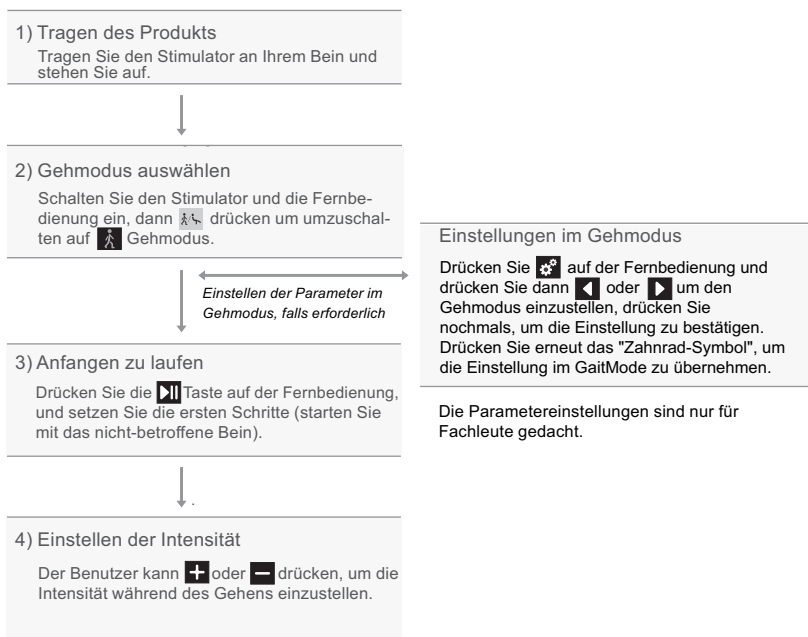 1) Tragen des Produkts
Tragen Sie den Stimulator an Ihrem Bein und
stehen Sie auf.
2) Gehmodus auswählen
Schalten Sie den Stimulator und die Fernbe-
dienung ein, dann drücken um umzuschal-
ten auf Gehmodus.
Einstellen der Parameter im
Gehmodus, falls erforderlich
Einstellungen im Gehmodus
Drücken Sie auf der Fernbedienung und
drücken Sie dann oder um den
Gehmodus einzustellen, drücken Sie
nochmals, um die Einstellung zu bestätigen.
Drücken Sie erneut das "Zahnrad-Symbol", um
die Einstellung im GaitMode zu übernehmen.
Die Parametereinstellungen sind nur für
Fachleute gedacht.
3) Anfangen zu laufen
Drücken Sie die Taste auf der Fernbedienung,
und setzen Sie die ersten Schritte (starten Sie
mit das nicht-betroffene Bein).
4) Einstellen der Intensität
Der Benutzer kann oder drücken, um die
Intensität während des Gehens einzustellen.